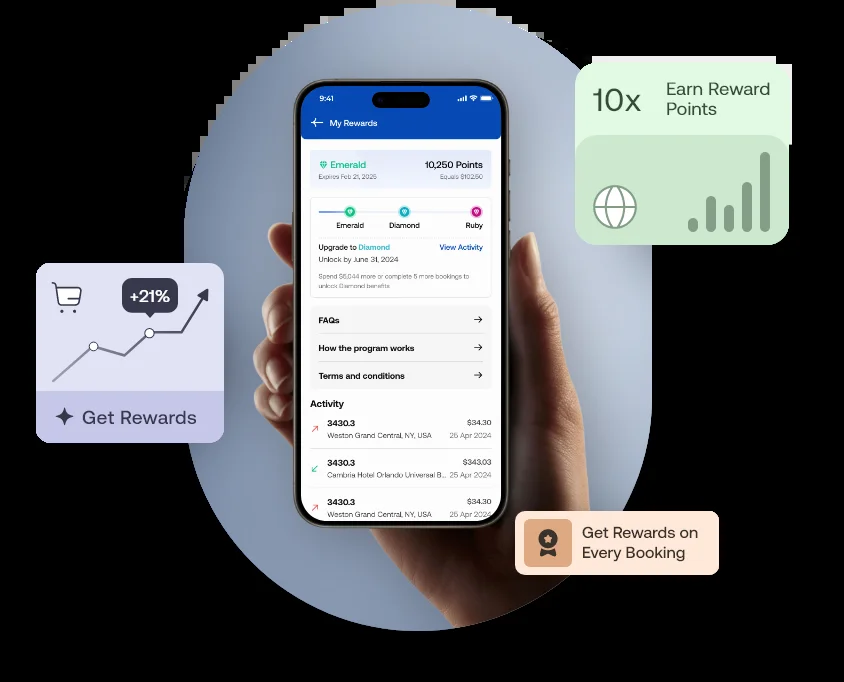 9:41
My Rewards
Emerald
10,250 Points
Expires Feb 21, 2025
Equals $102.50
Emerald
Diamond
Ruby
Upgrade to Diamond
View Activity
Unlock by June 31, 2024
Spend $5,044 more or complete 5 more bookings to
unlock Diamond benefits
FAQs
How the program works
Terms and conditions
Activity
3430.3
$34.30
Weston Grand Central, NY, USA
25 Apr 2024
3430.3
$343.03
Cambria Hotel Orlando Universal B...
25 Apr 2024
3430.3
$34.30
Weston Grand Central, NY, USA
25 Apr 2024
10x
Earn Reward
Points
+21%
Get Rewards
Get Rewards on
Every Booking